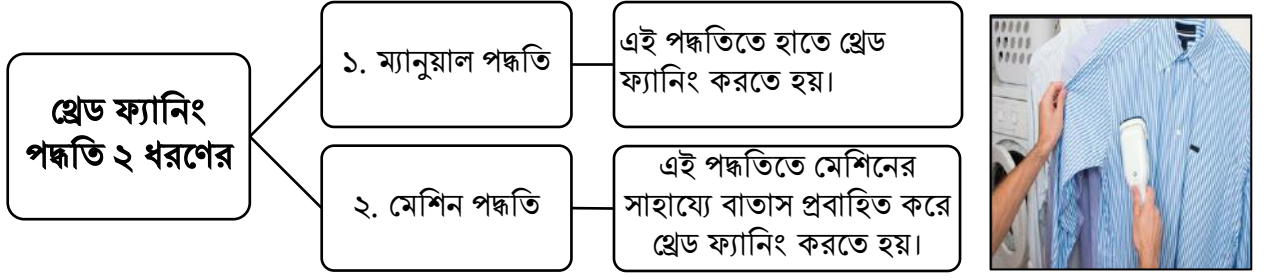 থ্রেড ফ্যানিং
পদ্ধতি ২ ধরণের
১. ম্যানুয়াল পদ্ধতি
এই পদ্ধতিতে হাতে থ্রেড
ফ্যানিং করতে হয়।
২. মেশিন পদ্ধতি
এই পদ্ধতিতে মেশিনের
সাহায্যে বাতাস প্রবাহিত করে
থ্রেড ফ্যানিং করতে হয়।